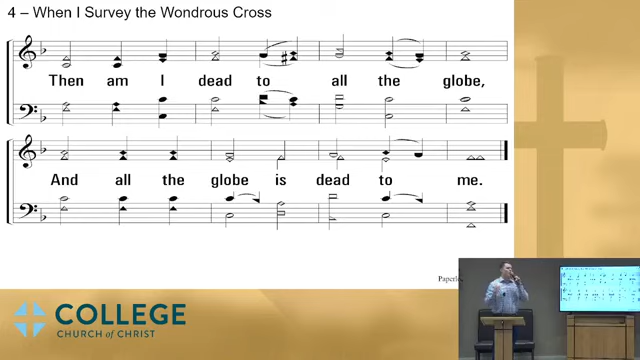 4 – When I Survey the Wondrous Cross
Then am I dead to all the globe,
And all the globe is dead to me.
COLLEGE
CHURCH of CHRIST